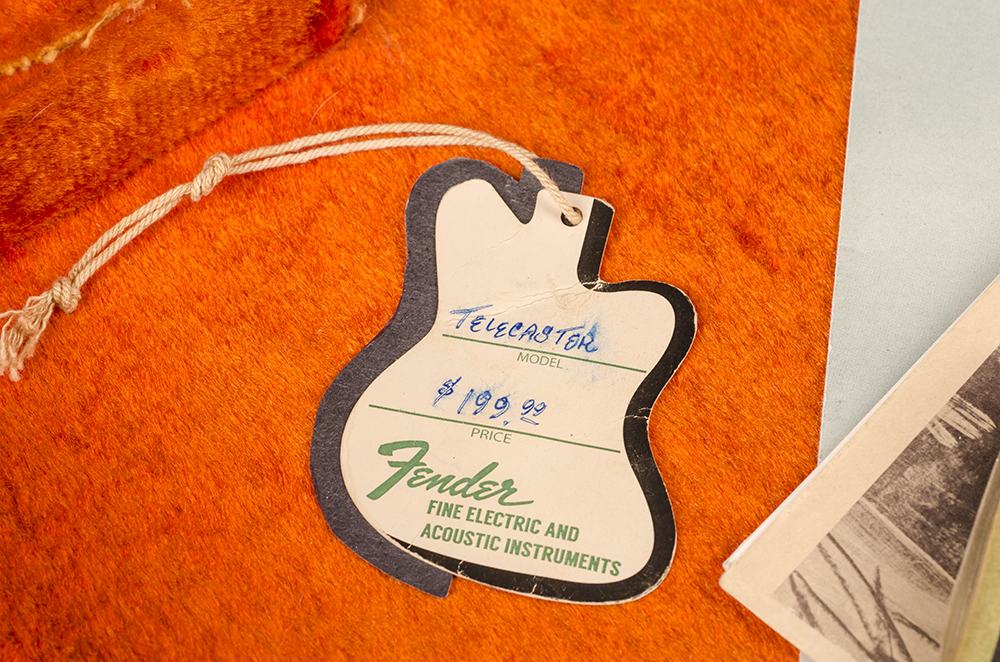 TELECASTER
MODEL
$199.99
PRICE
Fender
FINE ELECTRIC AND
ACOUSTIC INSTRUMENTS